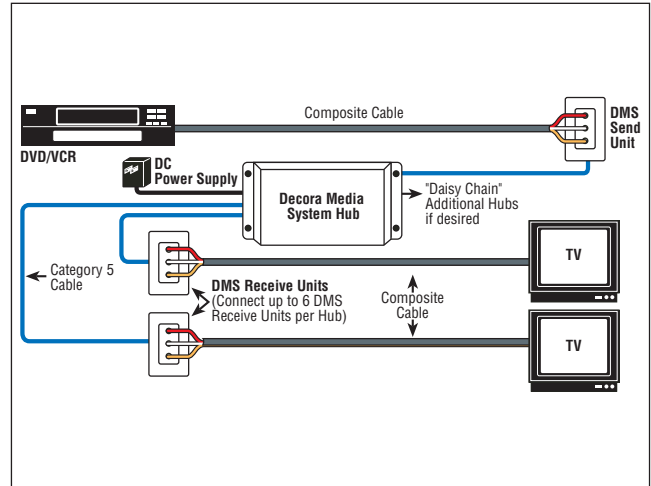 Composite Cable
DMS
Send
Unit
DVD/VCR
DC
Power Supply
Decora Media
System Hub
"Daisy Chain"
Additional Hubs
if desired
TV
Category 5
Cable
DMS Receive Units
(Connect up to 6 DMS
Receive Units per Hub)
Composite
Cable
TV